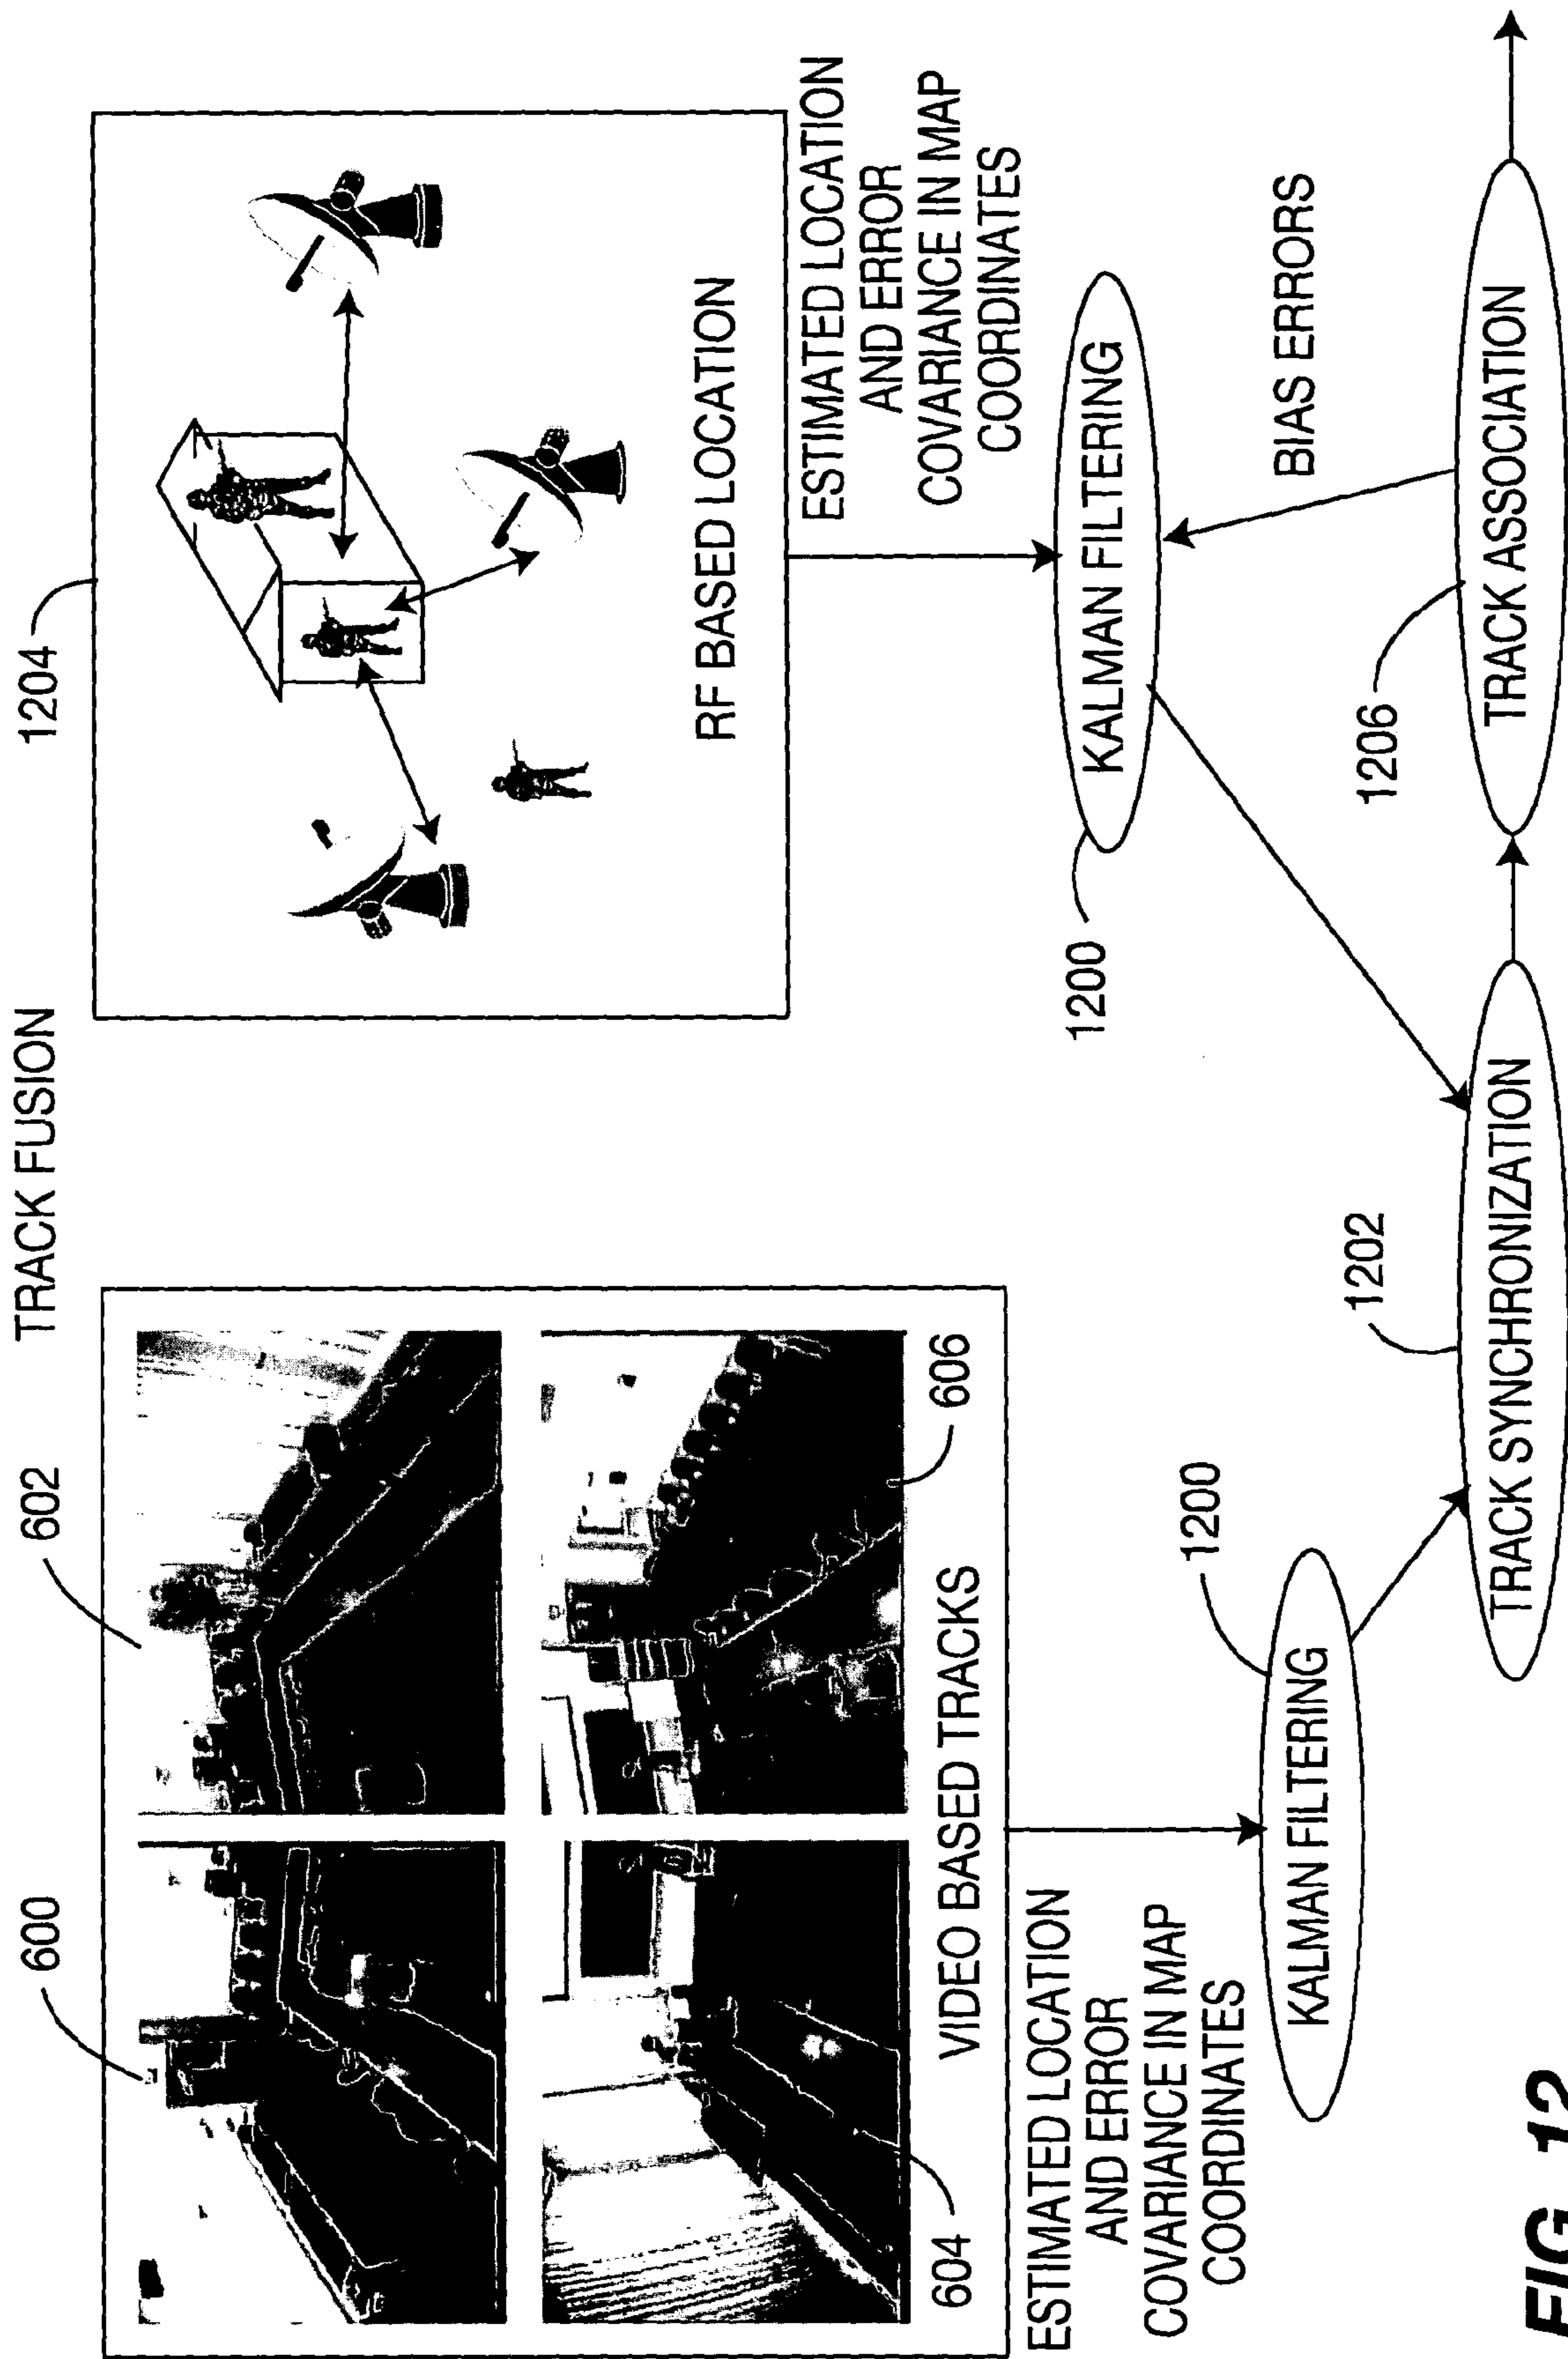 TRACK FUSION
600
602
604
606
VIDEO BASED TRACKS
1204
RF BASED LOCATION
ESTIMATED LOCATION
AND ERROR
COVARIANCE IN MAP
COORDINATES
1200
KALMAN FILTERING
ESTIMATED LOCATION
AND ERROR
COVARIANCE IN MAP
COORDINATES
1200
KALMAN FILTERING
BIAS ERRORS
1202
TRACK SYNCHRONIZATION
1206
TRACK ASSOCIATION
FIG. 12